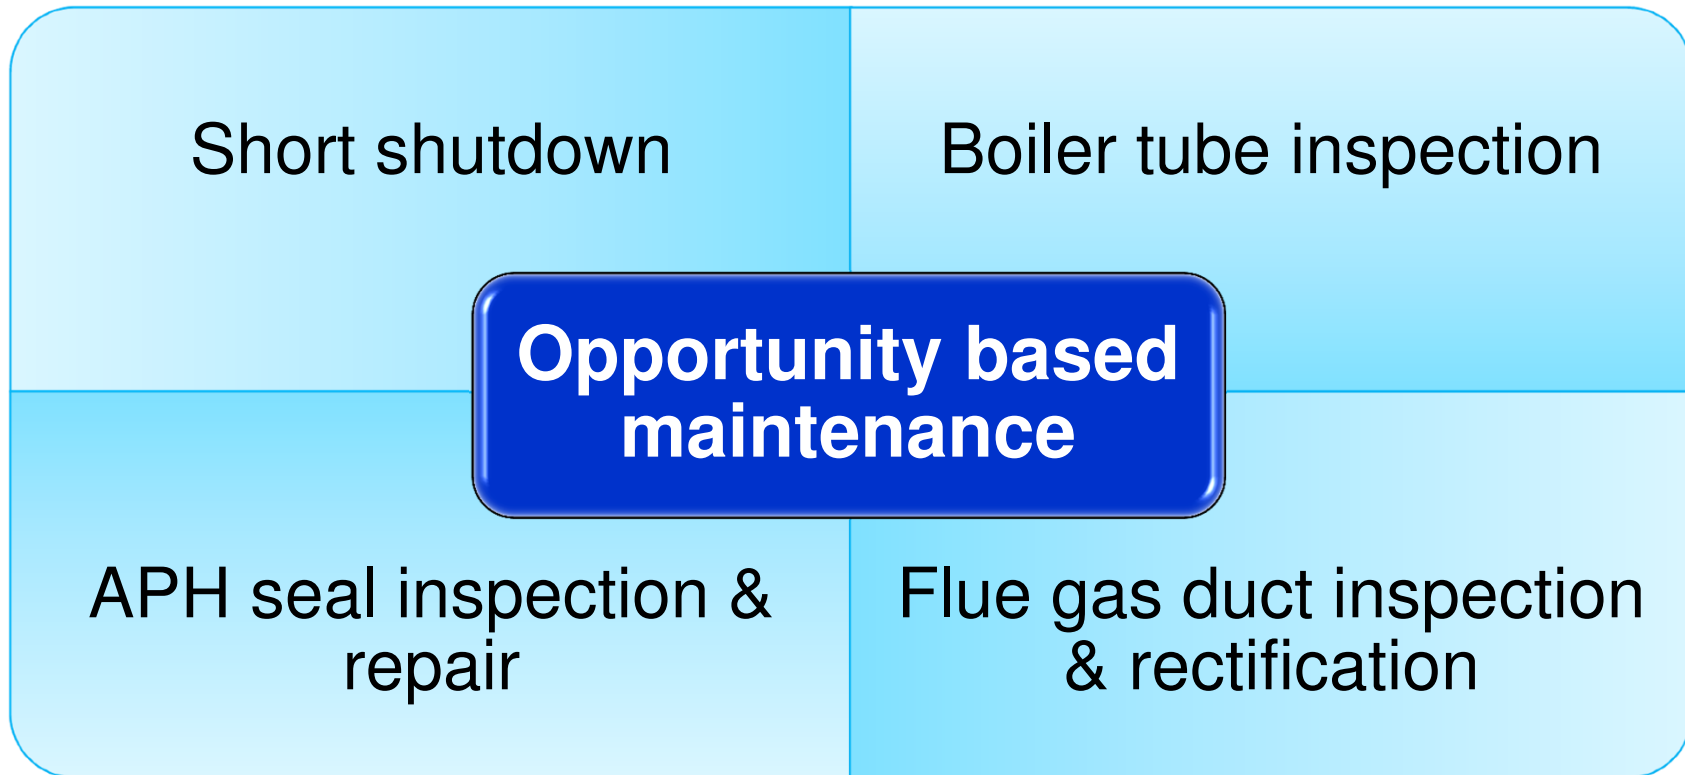 Short shutdown
Boiler tube inspection
Opportunity based
maintenance
APH seal inspection &
repair
Flue gas duct inspection
& rectification